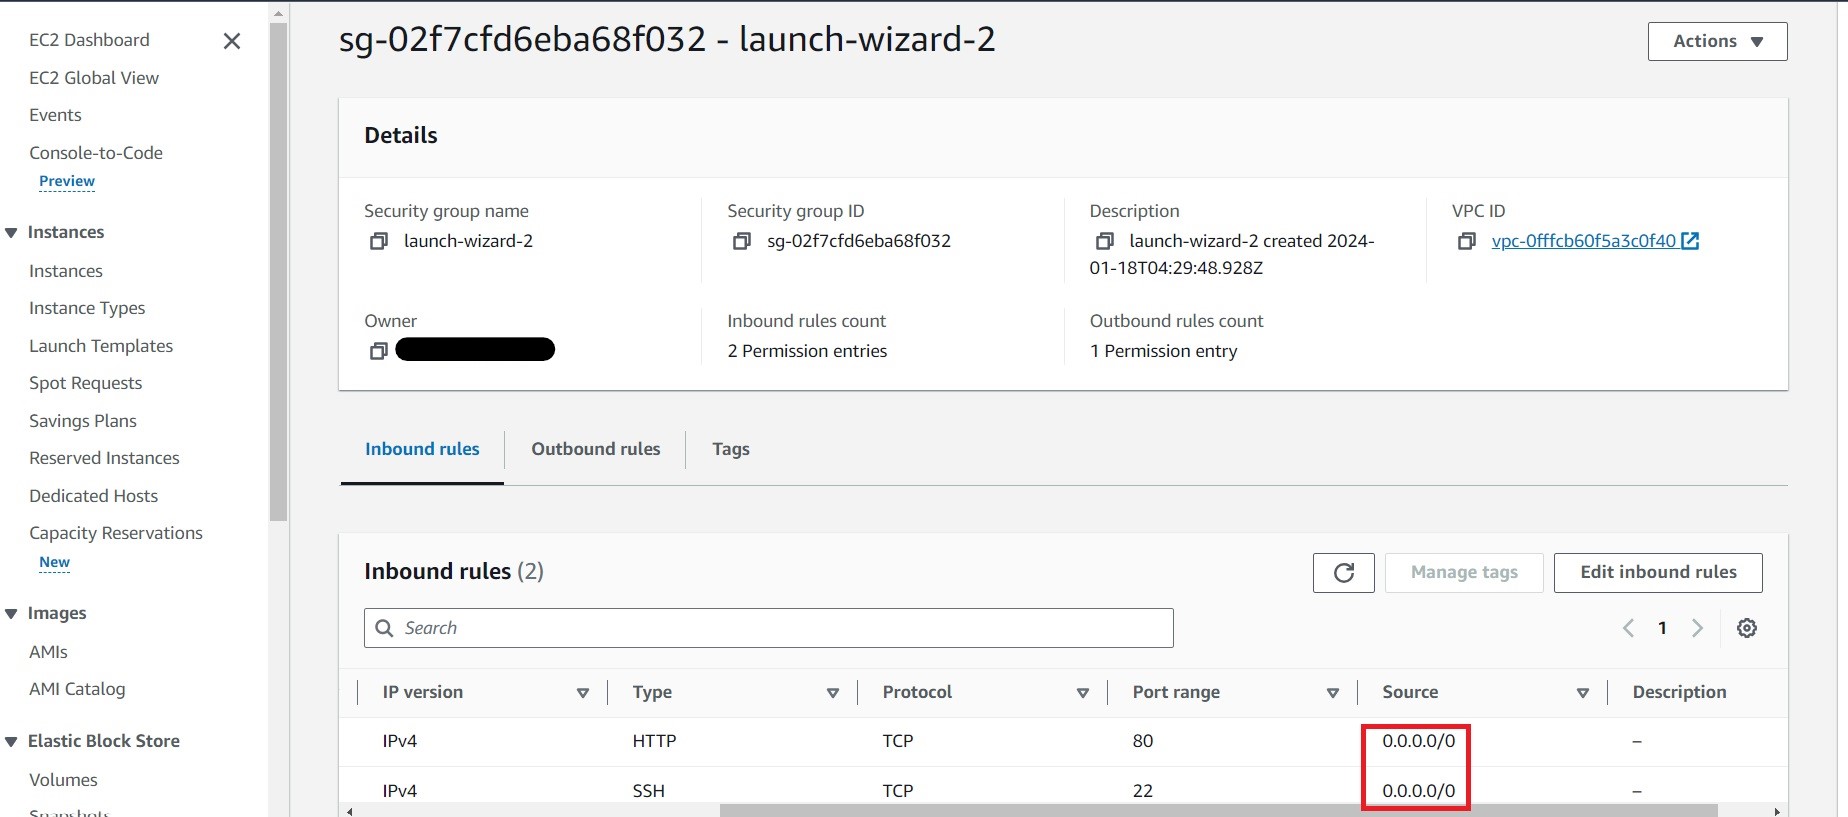 EC2 Dashboard
EC2 Global View
Events
Console-to-Code
Preview
Instances
Instances
Instance Types
Launch Templates
Spot Requests
Savings Plans
Reserved Instances
Dedicated Hosts
Capacity Reservations
New
Images
AMIs
AMI Catalog
Elastic Block Store
Volumes
Snapshots
sg-02f7cfd6eba68f032 - launch-wizard-2
Actions
Details
Security group name
launch-wizard-2
Security group ID
sg-02f7cfd6eba68f032
Description
launch-wizard-2 created 2024-
01-18T04:29:48.928Z
VPC ID
vpc-0fffcb60f5a3c0f40
Owner
Inbound rules count
2 Permission entries
Outbound rules count
1 Permission entry
Inbound rules
Outbound rules
Tags
Inbound rules (2)
Manage tags
Edit inbound rules
Search
1
IP version Type Protocol Port range Source Description
IPv4 HTTP TCP 80 0.0.0.0/0 –
IPv4 SSH TCP 22 0.0.0.0/0 –